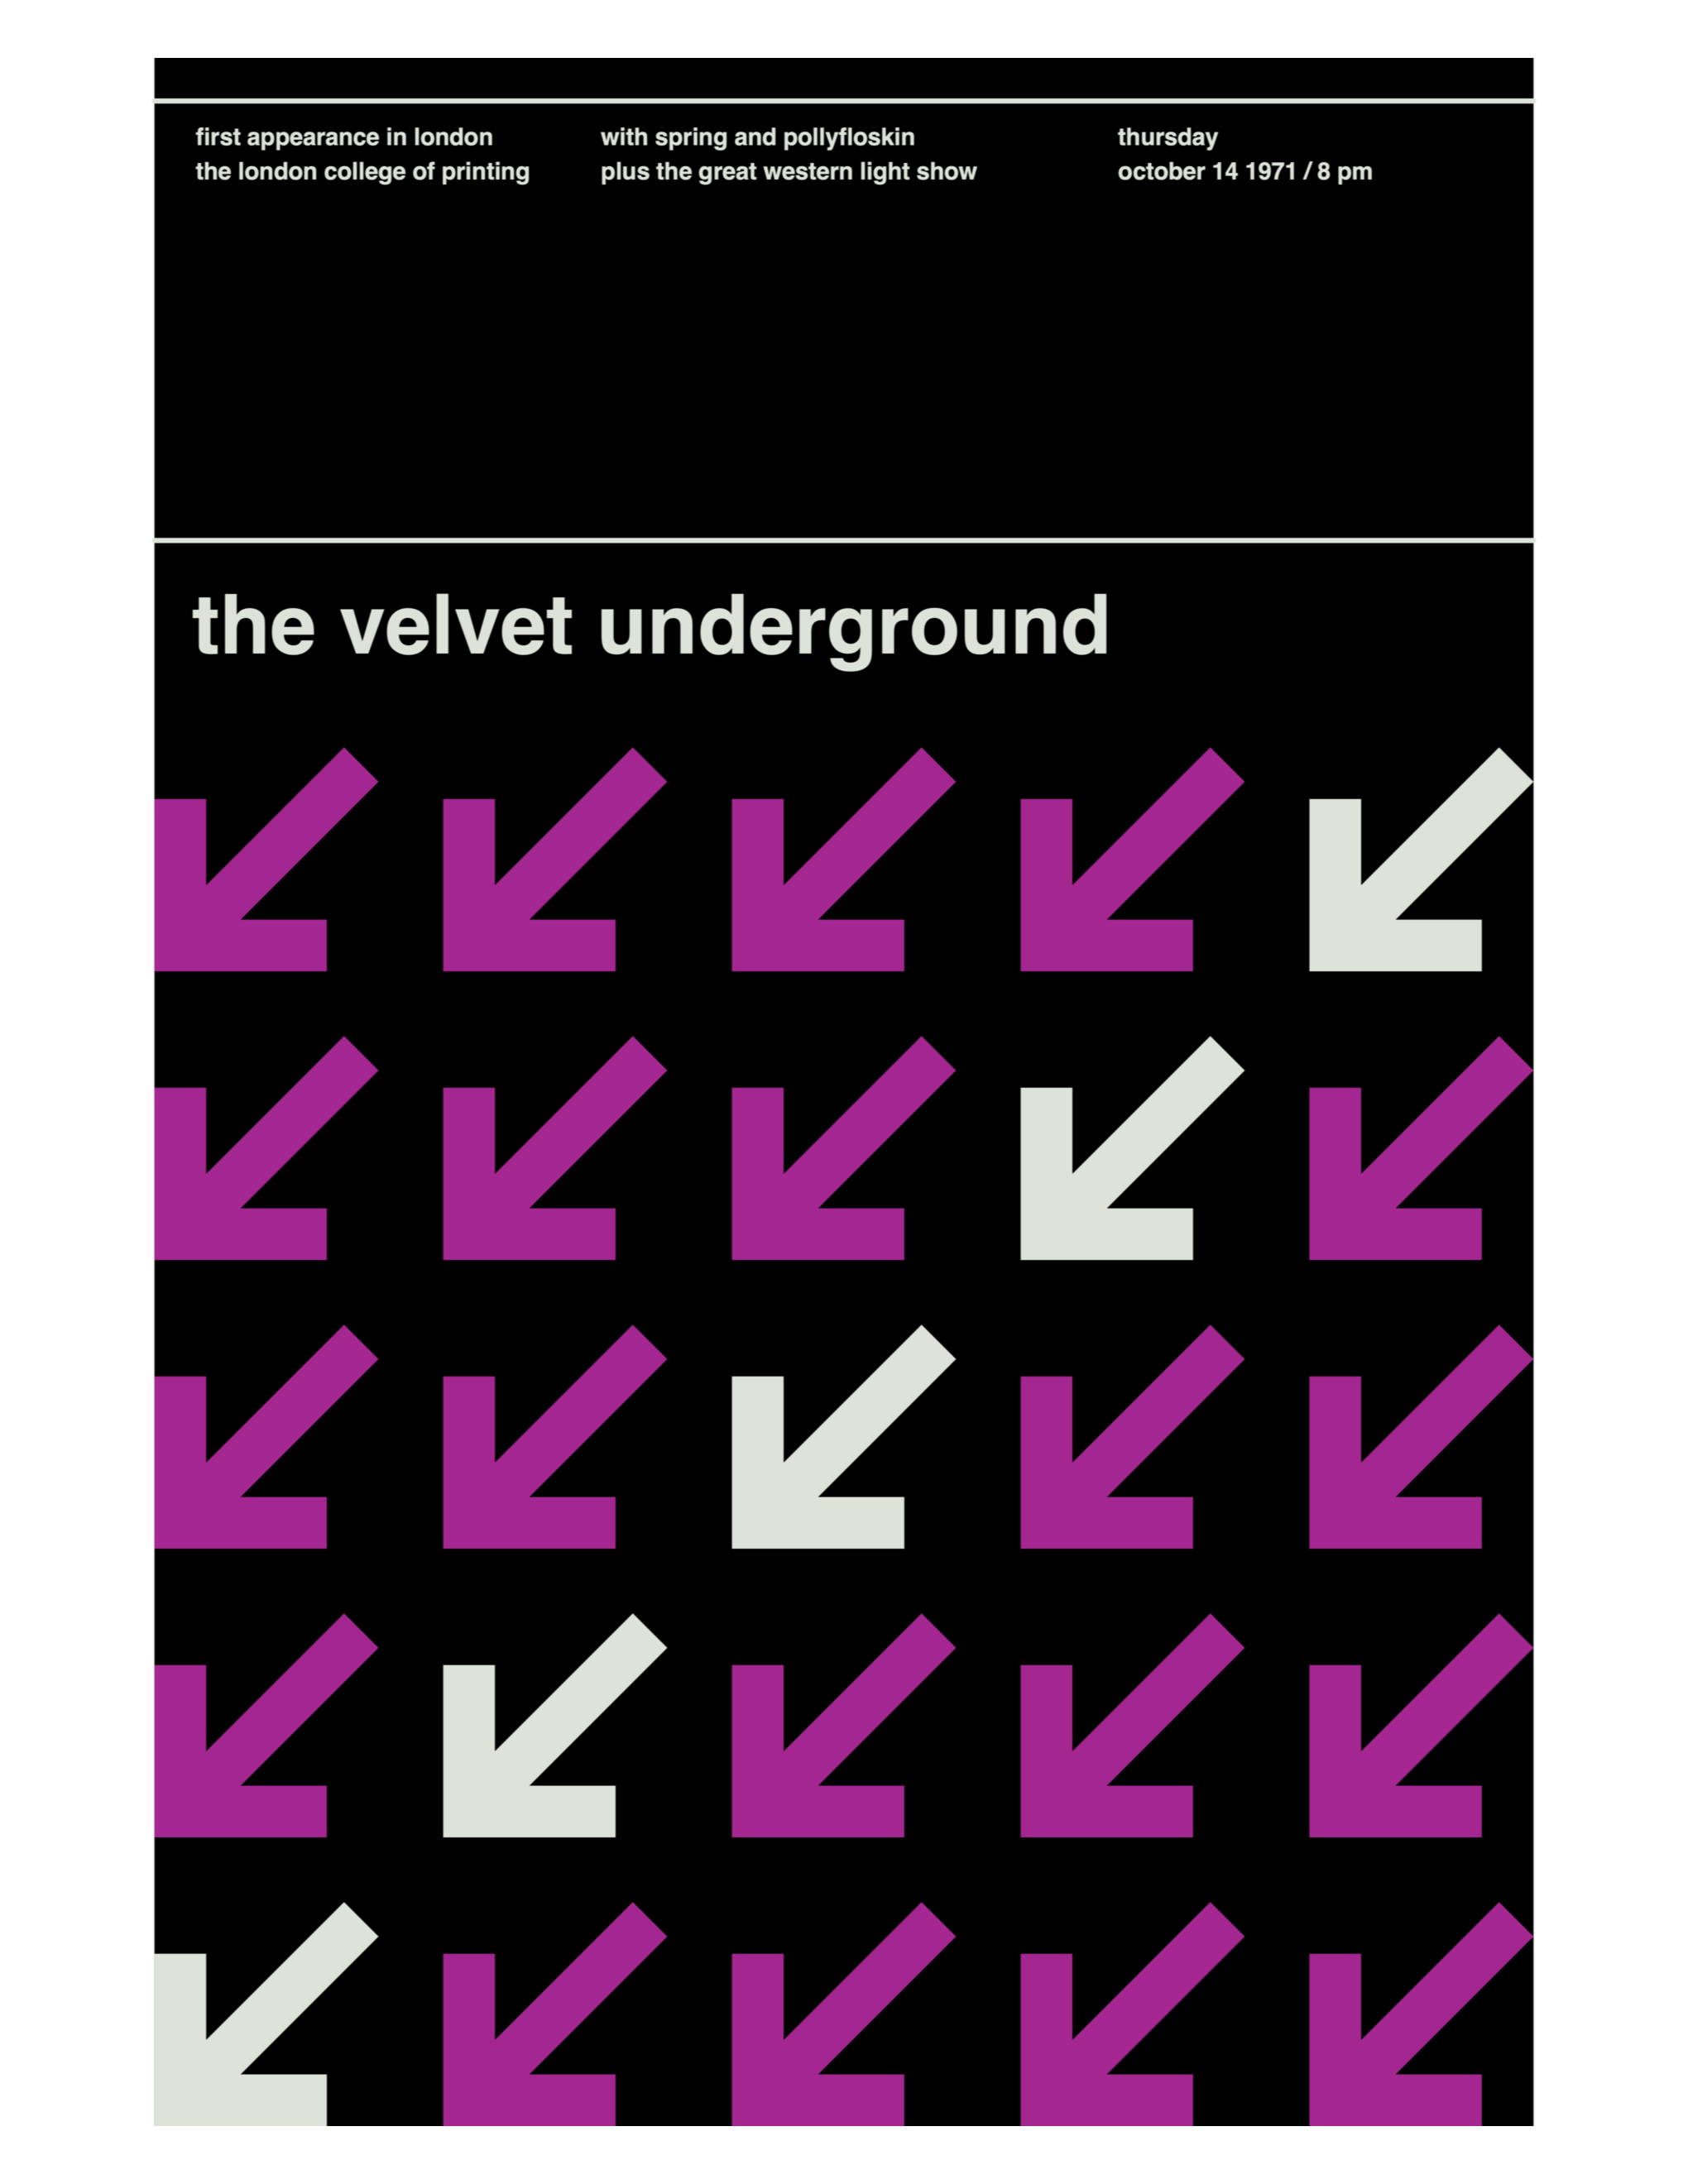 first appearance in london
the london college of printing
with spring and pollyfloskin
plus the great western light show
thursday
october 14 1971 / 8 pm
the velvet underground